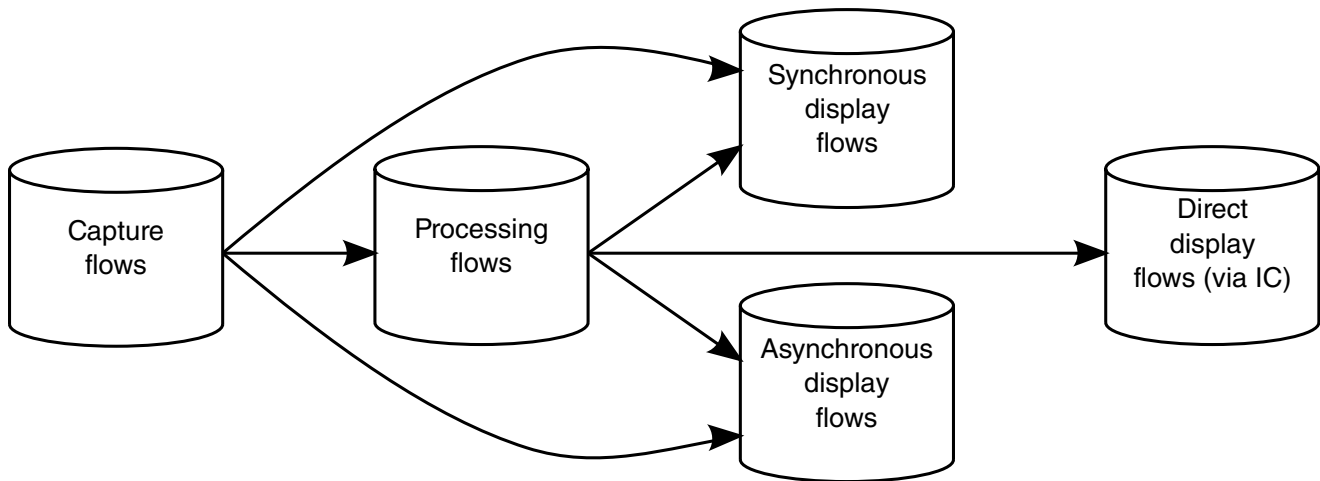 Capture
flows
Processing
flows
Synchronous
display
flows
Asynchronous
display
flows
Direct
display
flows (via IC)